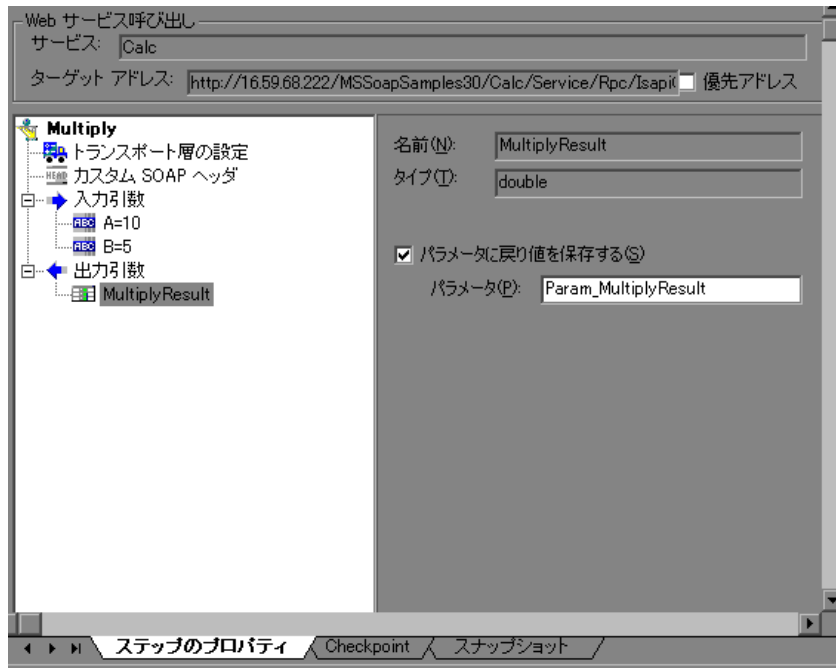 Web サービス呼び出し
サービス: Calc
ターゲット アドレス: http://16.59.68.222/MSSoapSamples30/Calc/Service/Rpc/Isapi 優先アドレス
Multiply
トランスポート層の設定
HEAD カスタム SOAP ヘッダ
入力引数
ABC A=10
ABC B=5
出力引数
MultiplyResult
名前(N): MultiplyResult
タイプ(T): double
パラメータに戻り値を保存する(S)
パラメータ(P): Param_MultiplyResult
ステップのプロパティ Checkpoint スナップショット